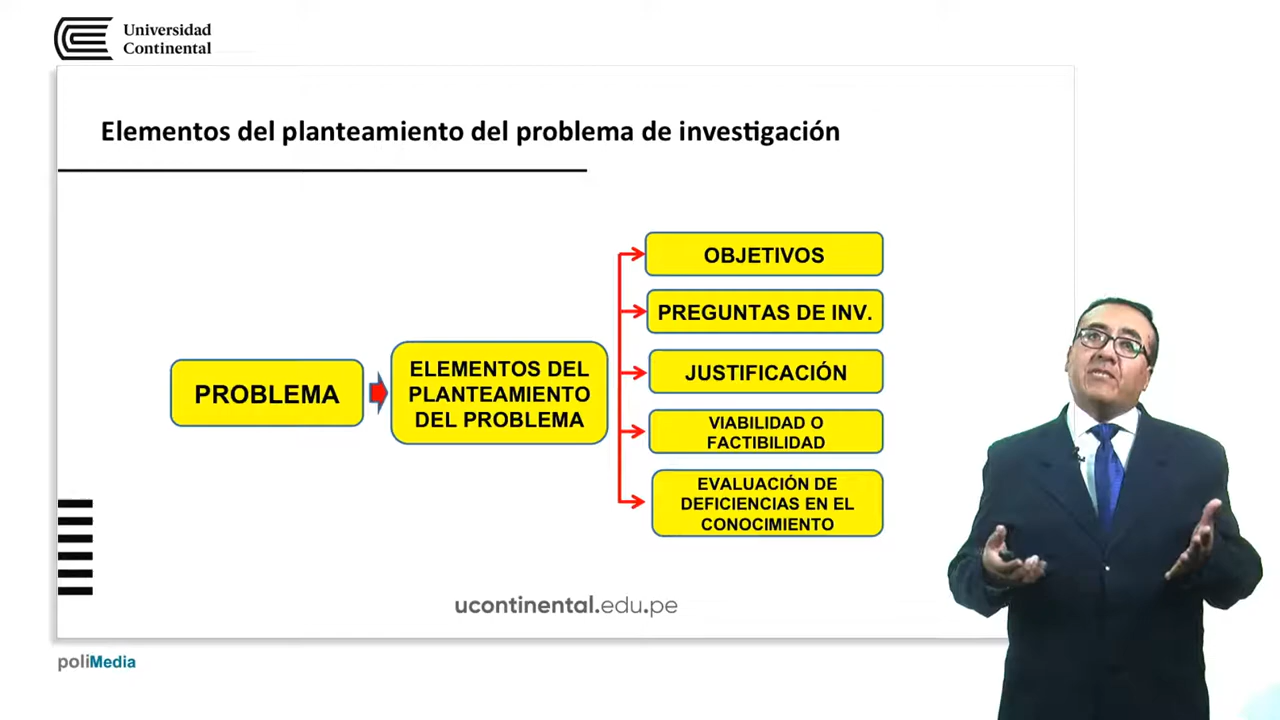 Universidad
Continental
Elementos del planteamiento del problema de investigación
PROBLEMA
ELEMENTOS DEL
PLANTEAMIENTO
DEL PROBLEMA
OBJETIVOS
PREGUNTAS DE INV.
JUSTIFICACIÓN
VIABILIDAD O
FACTIBILIDAD
EVALUACIÓN DE
DEFICIENCIAS EN EL
CONOCIMIENTO
ucontinental.edu.pe
poliMedia